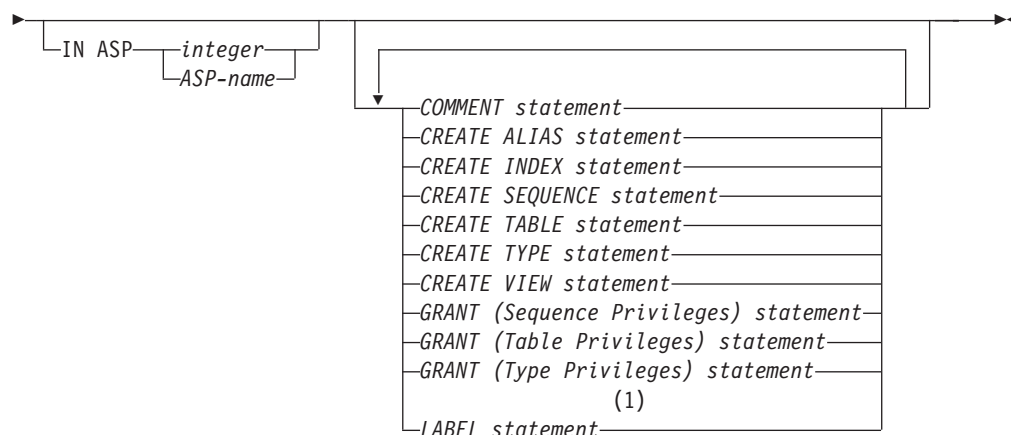 IN ASP integer
ASP-name
COMMENT statement
CREATE ALIAS statement
CREATE INDEX statement
CREATE SEQUENCE statement
CREATE TABLE statement
CREATE TYPE statement
CREATE VIEW statement
GRANT (Sequence Privileges) statement
GRANT (Table Privileges) statement
GRANT (Type Privileges) statement
(1)
LABEL statement